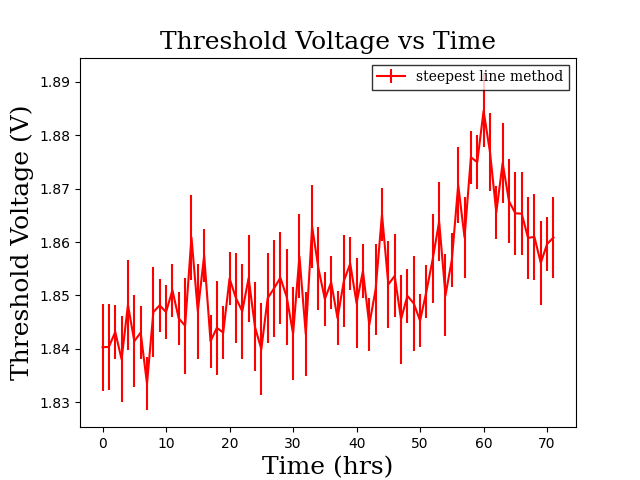 Threshold Voltage vs Time
steepest line method
Threshold Voltage (V)
1.89
1.88
1.87
1.86
1.85
1.84
1.83
0 10 20 30 40 50 60 70
Time (hrs)